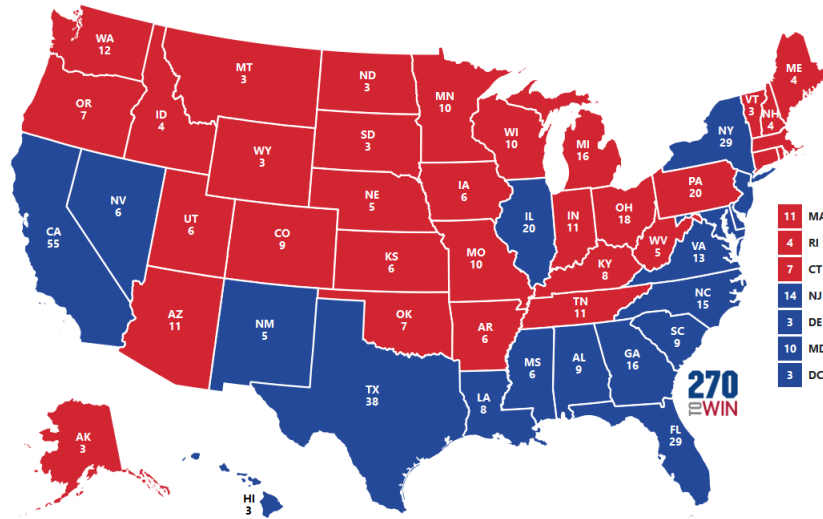 WA
12
MT
3
ND
3
MN
10
ME
4
VT
3
NH
4
OR
7
ID
4
SD
3
WI
10
MI
16
NY
29
WY
3
NV
6
NE
5
IA
6
PA
20
CA
55
UT
6
CO
9
IL
20
IN
11
OH
18
WV
5
VA
13
KS
6
MO
10
KY
8
AZ
11
NM
5
OK
7
AR
6
TN
11
NC
15
SC
9
TX
38
LA
8
MS
6
AL
9
GA
16
FL
29
AK
3
HI
3
11 MA
4 RI
7 CT
14 NJ
3 DE
10 MD
3 DC
270
TO WIN